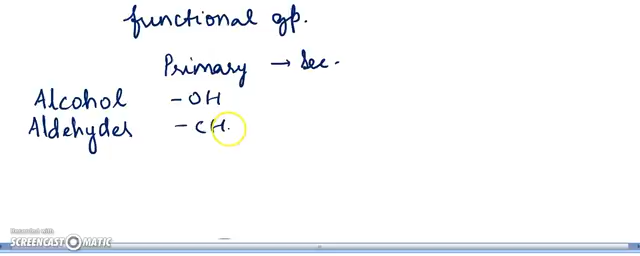 functional gp.
Primary → Sec.
Alcohol - OH
Aldehydes - CH.
Recorded with
SCREENCAST MATIC